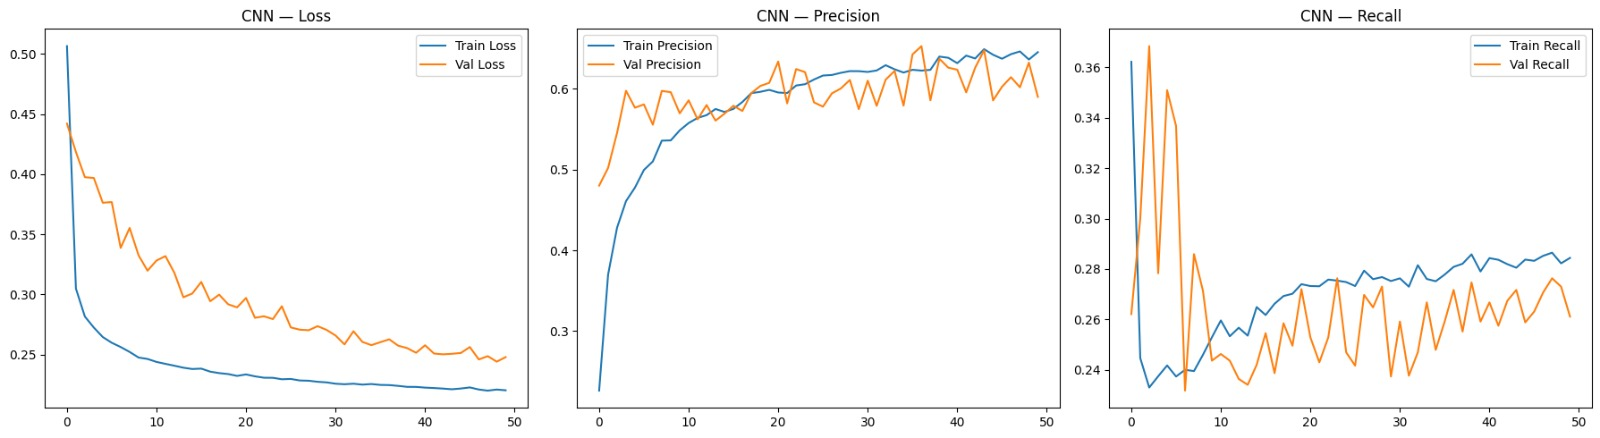 CNN — Loss
Train Loss
Val Loss
0.50
0.45
0.40
0.35
0.30
0.25
0 10 20 30 40 50
CNN — Precision
Train Precision
Val Precision
0.6
0.5
0.4
0.3
0 10 20 30 40 50
CNN — Recall
Train Recall
Val Recall
0.36
0.34
0.32
0.30
0.28
0.26
0.24
0 10 20 30 40 50